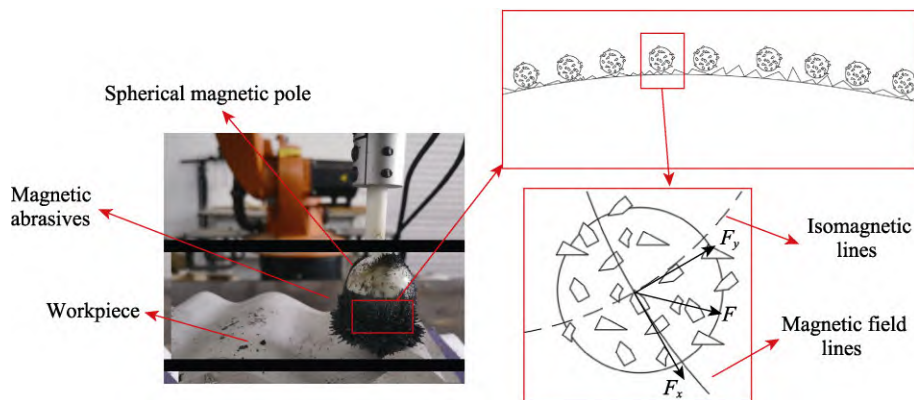 Spherical magnetic pole
Magnetic
abrasives
Workpiece
Isomagnetic
lines
Magnetic field
lines
F_y
F
F_x